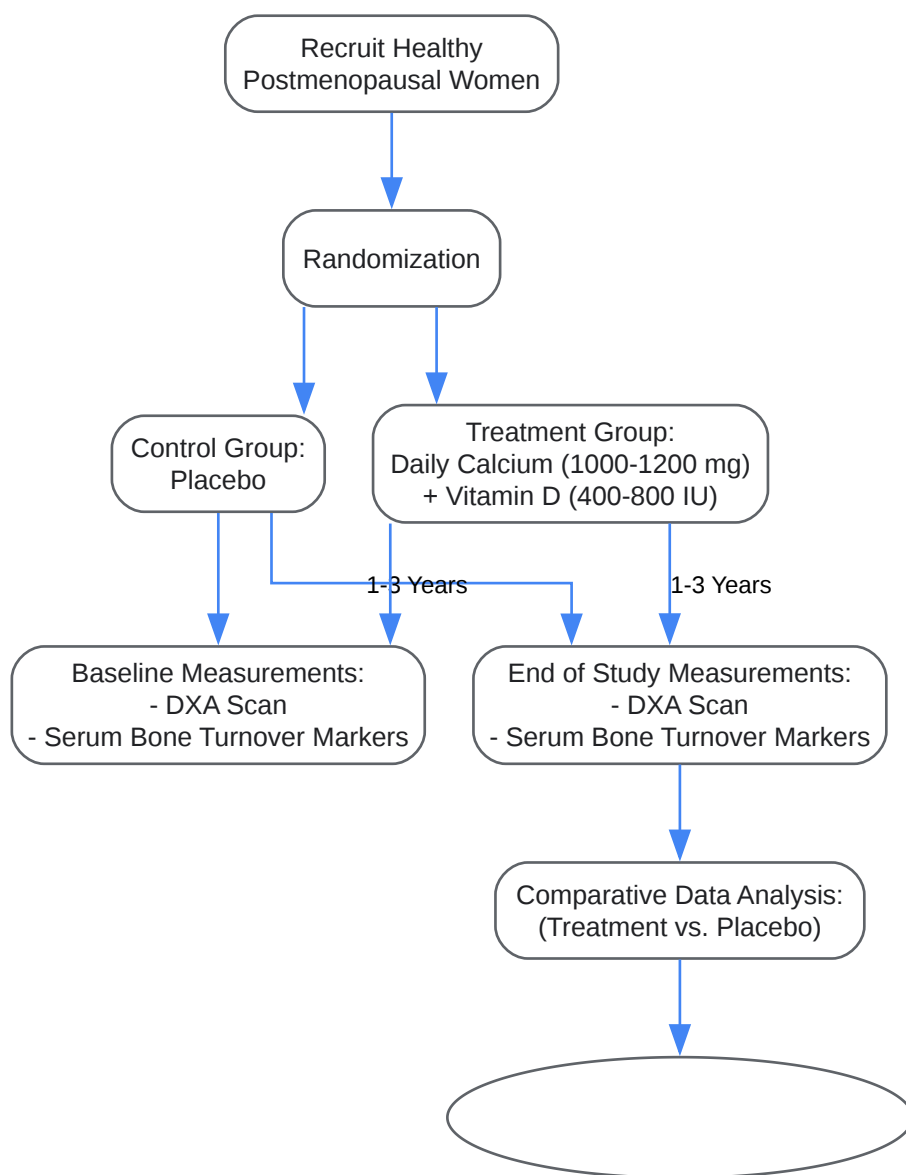 Recruit Healthy
Postmenopausal Women
Randomization
Control Group:
Placebo
Treatment Group:
Daily Calcium (1000-1200 mg)
+ Vitamin D (400-800 IU)
1-3 Years
1-3 Years
Baseline Measurements:
- DXA Scan
- Serum Bone Turnover Markers
End of Study Measurements:
- DXA Scan
- Serum Bone Turnover Markers
Comparative Data Analysis:
(Treatment vs. Placebo)